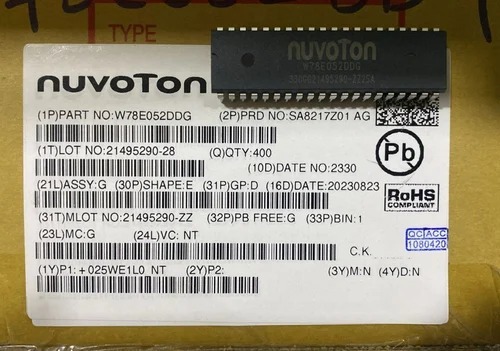 TYPE
nuvoTon
W78E052DDG
nuvoTon
(1P)PART NO:W78E052DDG (2P)PRD NO:SA8217Z01 AG
(1T)LOT NO:21495290-28 (Q)QTY:400
(10D)DATE NO:2330
Pb
(21L)ASSY:G (30P)SHAPE:E (31P)GP:D (16D)DATE:20230823
RoHS
COMPLIANT
(31T)MLOT NO:21495290-ZZ (32P)PB FREE:G (33P)BIN:1
(23L)MC:G (24L)VC: NT
QC ACC
1080420
C.K.
(1Y)P1:+025WE1L0 NT (2Y)P2: (3Y)M:N (4Y)D:N